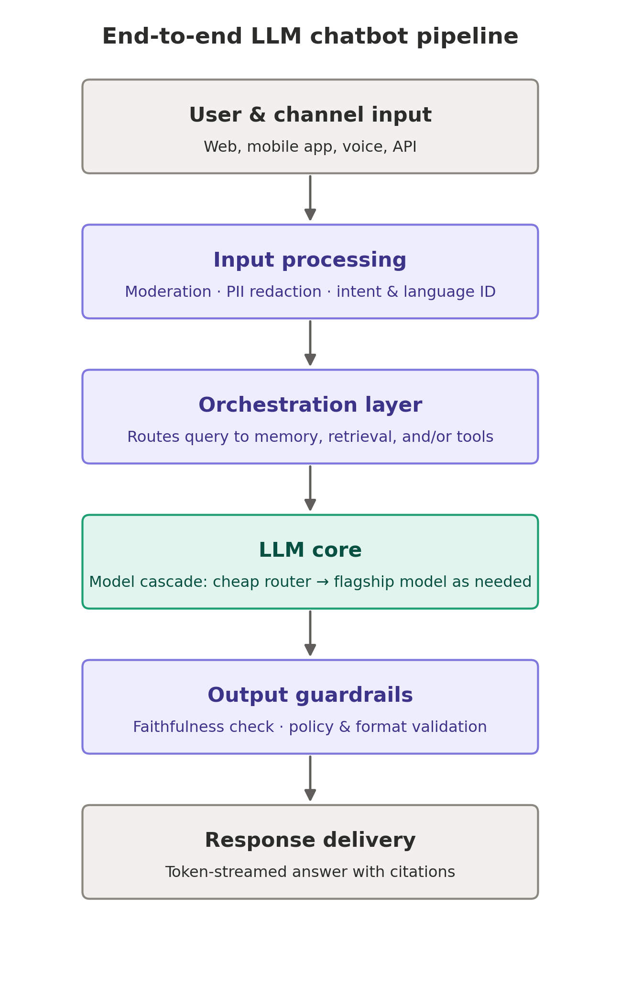 End-to-end LLM chatbot pipeline
User & channel input
Web, mobile app, voice, API
Input processing
Moderation · PII redaction · intent & language ID
Orchestration layer
Routes query to memory, retrieval, and/or tools
LLM core
Model cascade: cheap router → flagship model as needed
Output guardrails
Faithfulness check · policy & format validation
Response delivery
Token-streamed answer with citations